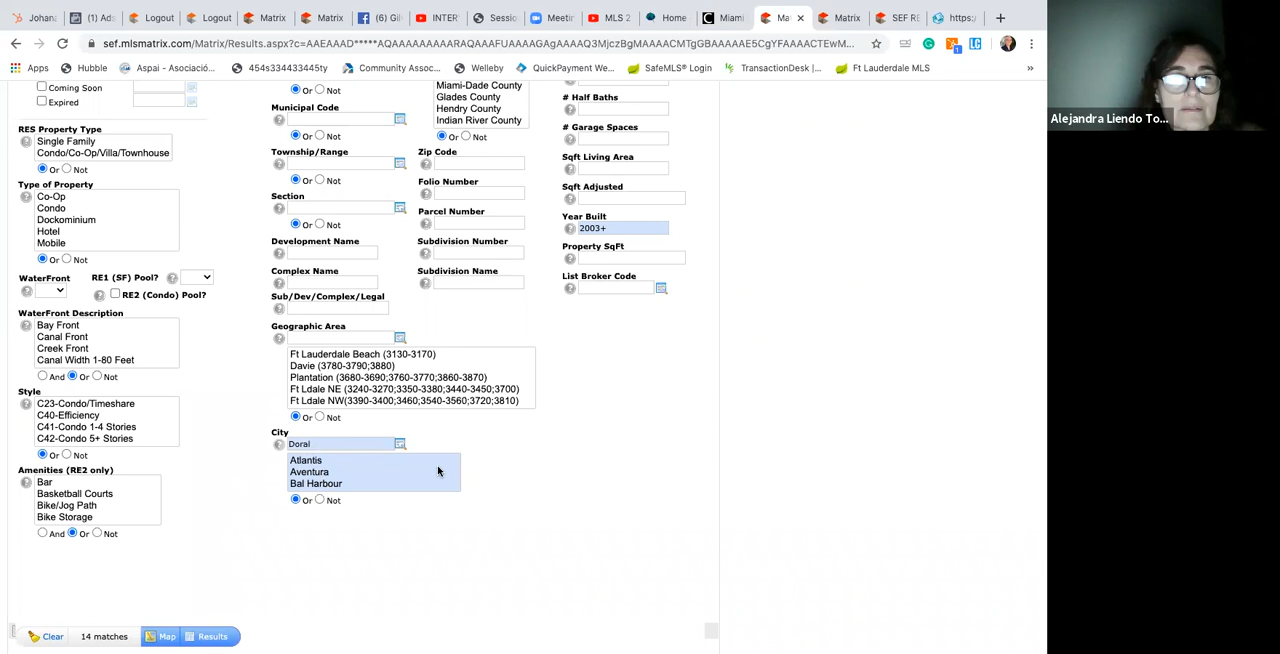 Johan
(1) Ad
Logout
Logout
Matrix
Matrix
(6) Gil
INTER
Sessio
Meetin
MLS 2
Home
Miami
Ma
Matrix
SEF RE
https:/
sef.mlsmatrix.com/Matrix/Results.aspx?c=AAEAAAD*****AQAAAAAAAAARAQAAAFUAAAAGAgAAAAQ3MjczBgMAAAACMTgGBAAAAAE5CgYFAAAACTEwM...
Apps
Hubble
Aspai - Asociació...
454s334433445ty
Community Assoc...
Welleby
QuickPayment We...
SafeMLS® Login
TransactionDesk |...
Ft Lauderdale MLS
»
Alejandra Liendo To...
Coming Soon
Expired
RES Property Type
Single Family
Condo/Co-Op/Villa/Townhouse
Or Not
Type of Property
Co-Op
Condo
Dockominium
Hotel
Mobile
Or Not
WaterFront
RE1 (SF) Pool?
RE2 (Condo) Pool?
WaterFront Description
Bay Front
Canal Front
Creek Front
Canal Width 1-80 Feet
And Or Not
Style
C23-Condo/Timeshare
C40-Efficiency
C41-Condo 1-4 Stories
C42-Condo 5+ Stories
Or Not
Amenities (RE2 only)
Bar
Basketball Courts
Bike/Jog Path
Bike Storage
And Or Not
Or Not
Municipal Code
Or Not
Township/Range
Or Not
Section
Or Not
Development Name
Complex Name
Sub/Dev/Complex/Legal
Geographic Area
Ft Lauderdale Beach (3130-3170)
Davie (3780-3790;3880)
Plantation (3680-3690;3760-3770;3860-3870)
Ft Ldale NE (3240-3270;3350-3380;3440-3450;3700)
Ft Ldale NW(3390-3400;3460;3540-3560;3720;3810)
Or Not
City
Doral
Atlantis
Aventura
Bal Harbour
Or Not
Miami-Dade County
Glades County
Hendry County
Indian River County
Or Not
Zip Code
Folio Number
Parcel Number
Subdivision Number
Subdivision Name
# Half Baths
# Garage Spaces
Sqft Living Area
Sqft Adjusted
Year Built
2003+
Property SqFt
List Broker Code
Clear
14 matches
Map
Results